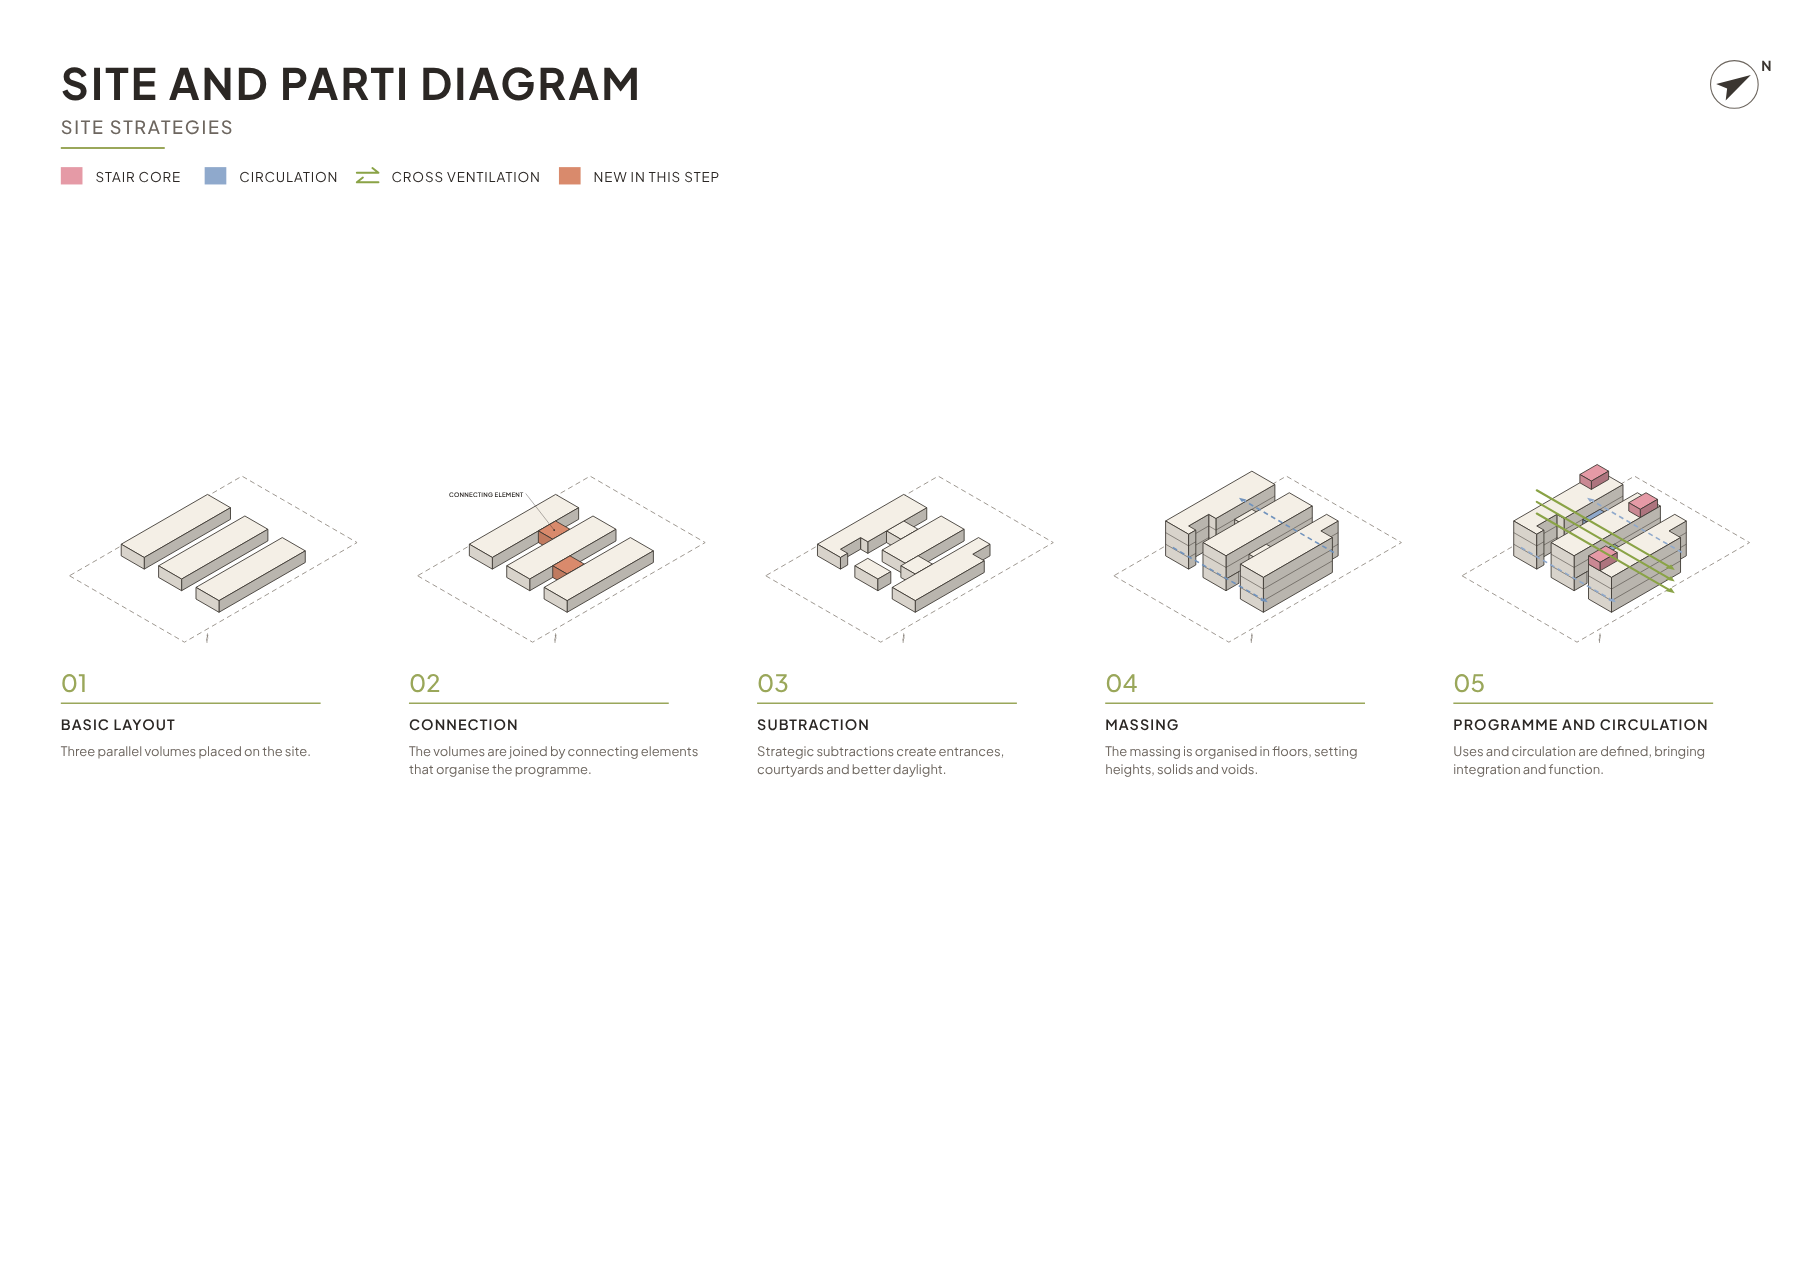 SITE AND PARTI DIAGRAM
N
SITE STRATEGIES
STAIR CORE
CIRCULATION
CROSS VENTILATION
NEW IN THIS STEP
CONNECTING ELEMENT
01
BASIC LAYOUT
Three parallel volumes placed on the site.
02
CONNECTION
The volumes are joined by connecting elements
that organise the programme.
03
SUBTRACTION
Strategic subtractions create entrances,
courtyards and better daylight.
04
MASSING
The massing is organised in floors, setting
heights, solids and voids.
05
PROGRAMME AND CIRCULATION
Uses and circulation are defined, bringing
integration and function.